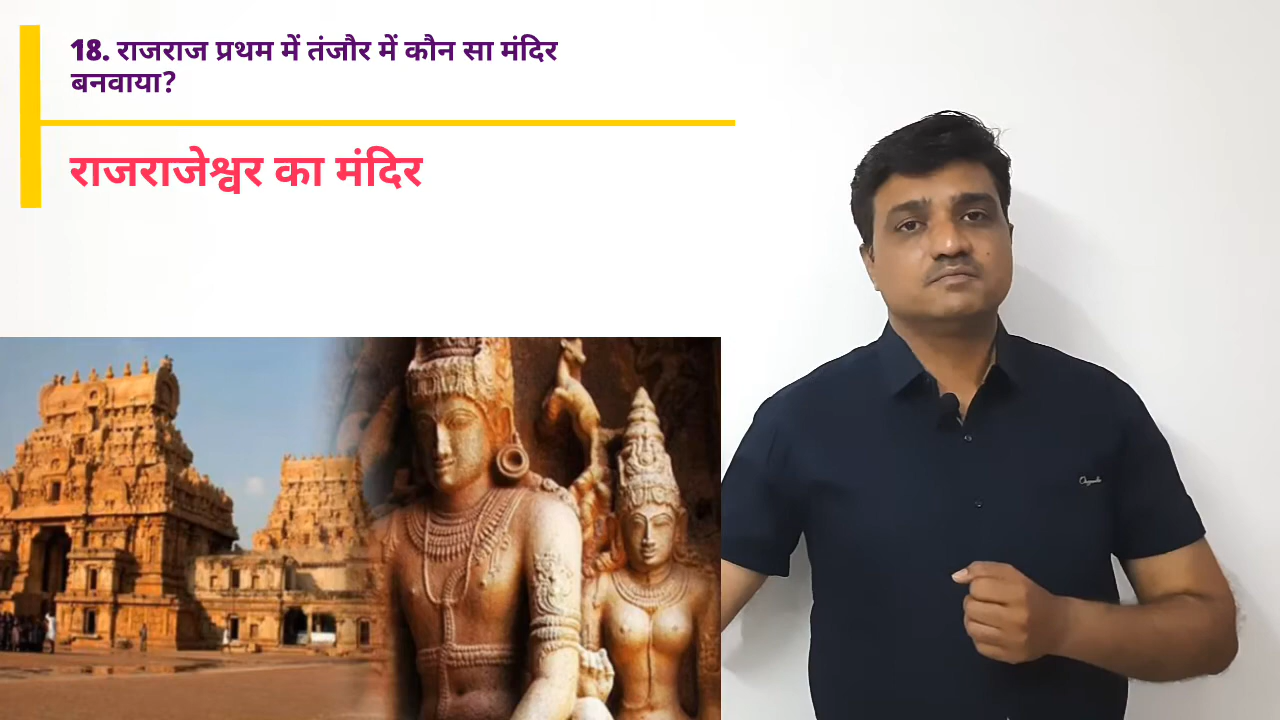 18. राजराज प्रथम में तंजौर में कौन सा मंदिर
बनवाया?
राजराजेश्वर का मंदिर